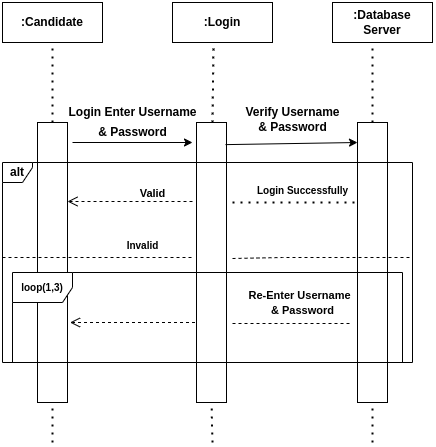 :Candidate
:Login
:Database
Server
Login Enter Username
& Password
Verify Username
& Password
alt
Valid
Login Successfully
Invalid
loop(1,3)
Re-Enter Username
& Password